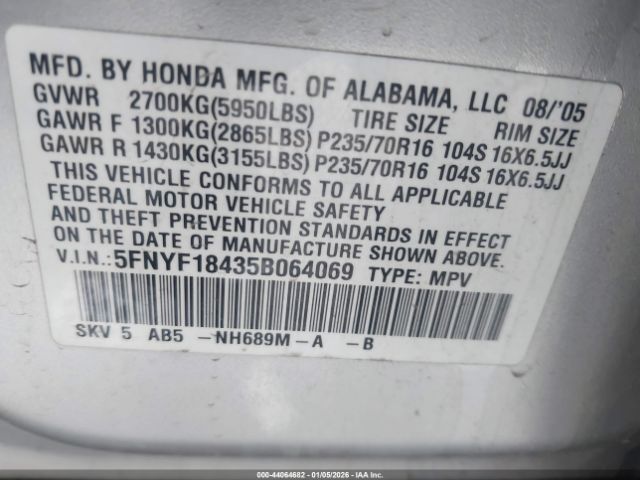 MFD. BY HONDA MFG. OF ALABAMA, LLC 08/'05
GVWR 2700KG(5950LBS) TIRE SIZE RIM SIZE
GAWR F 1300KG(2865LBS) P235/70R16 104S 16X6.5JJ
GAWR R 1430KG(3155LBS) P235/70R16 104S 16X6.5JJ
THIS VEHICLE CONFORMS TO ALL APPLICABLE
FEDERAL MOTOR VEHICLE SAFETY
AND THEFT PREVENTION STANDARDS IN EFFECT
ON THE DATE OF MANUFACTURE SHOWN ABOVE.
V.I.N.: 5FNYF18435B064069 TYPE: MPV
SKV 5 AB5 -NH689M-A -B
000-44064682 - 01/05/2026 - IAA, Inc.